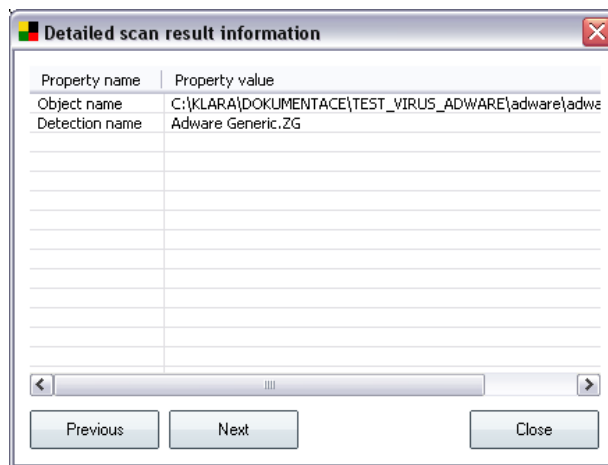 Detailed scan result information
Property name Property value
Object name C:\KLARA\DOKUMENTACE\TEST_VIRUS_ADWARE\adware\adwa
Detection name Adware Generic.ZG
Previous Next Close